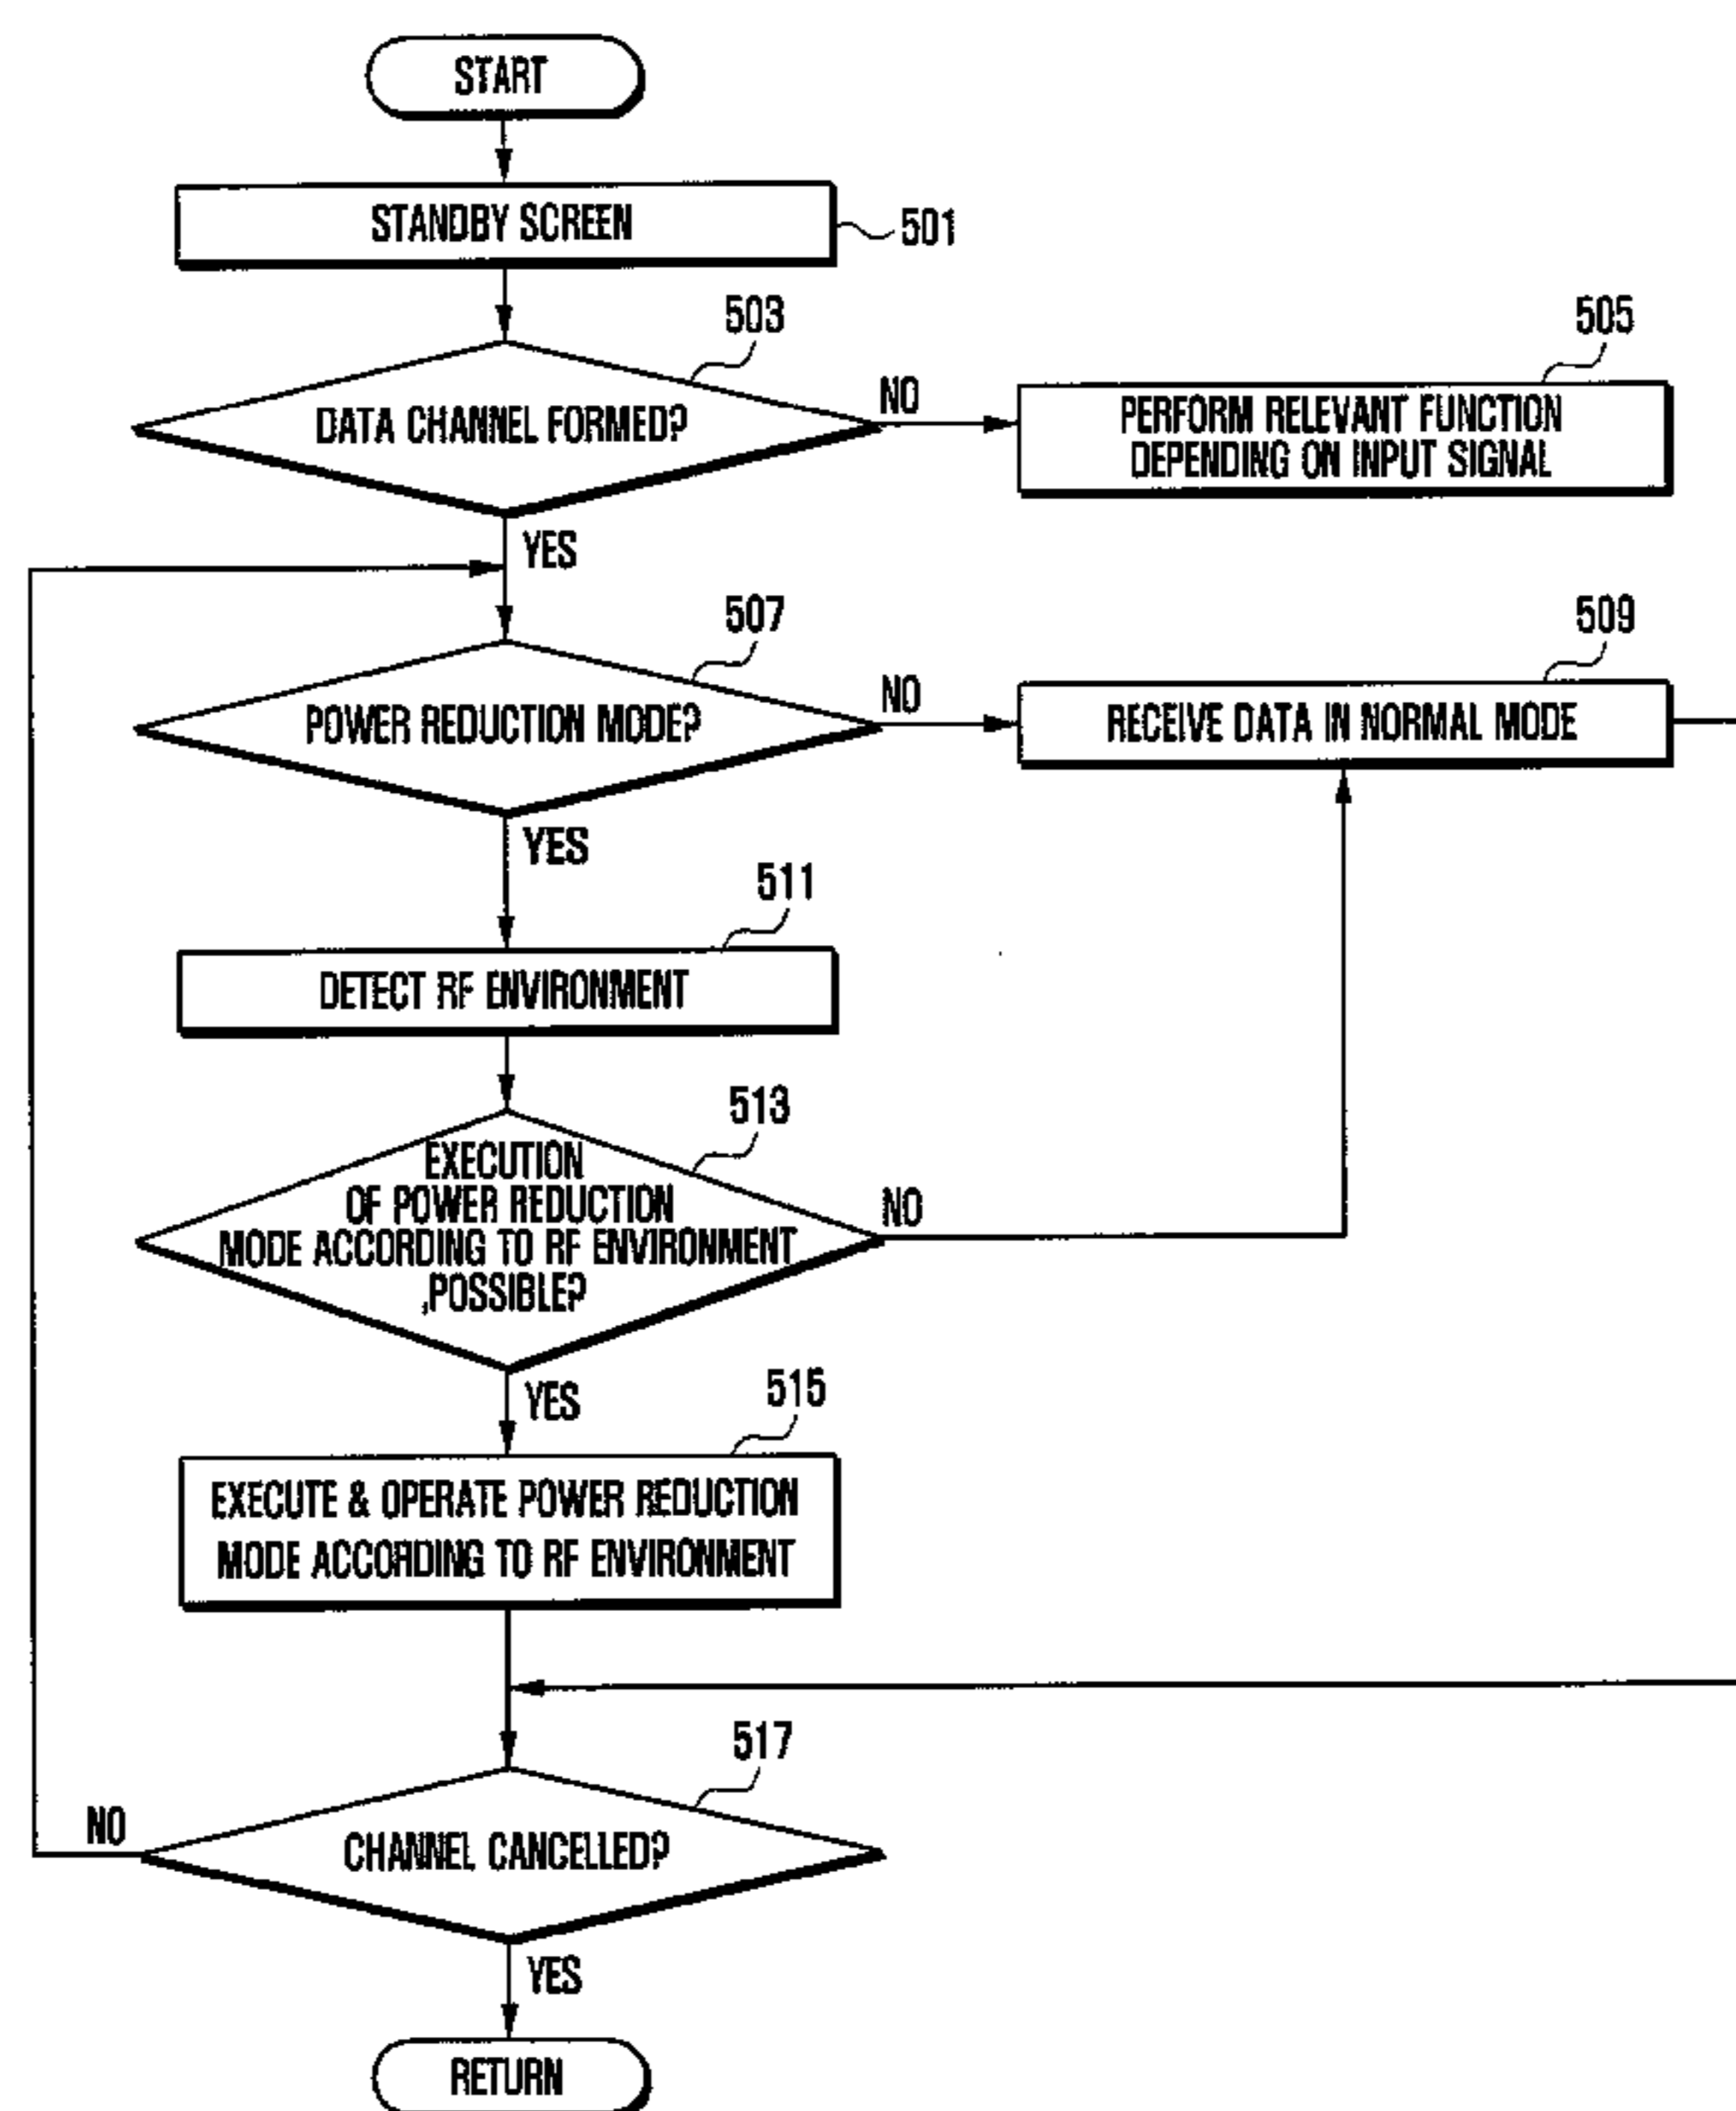 START
STANDBY SCREEN
501
503
505
DATA CHANNEL FORMED?
NO
PERFORM RELEVANT FUNCTION
DEPENDING ON INPUT SIGNAL
YES
507
509
POWER REDUCTION MODE?
NO
RECEIVE DATA IN NORMAL MODE
YES
511
DETECT RF ENVIRONMENT
513
EXECUTION
OF POWER REDUCTION
MODE ACCORDING TO RF ENVIRONMENT
,POSSIBLE?
NO
YES
515
EXECUTE & OPERATE POWER REDUCTION
MODE ACCORDING TO RF ENVIRONMENT
517
NO
CHANNEL CANCELLED?
YES
RETURN